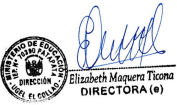 MINISTERIO DE EDUCACIÓN
DIRECCIÓN
UGEL EL COLLAO
Elizabeth Maquera Ticona
DIRECTORA (e)